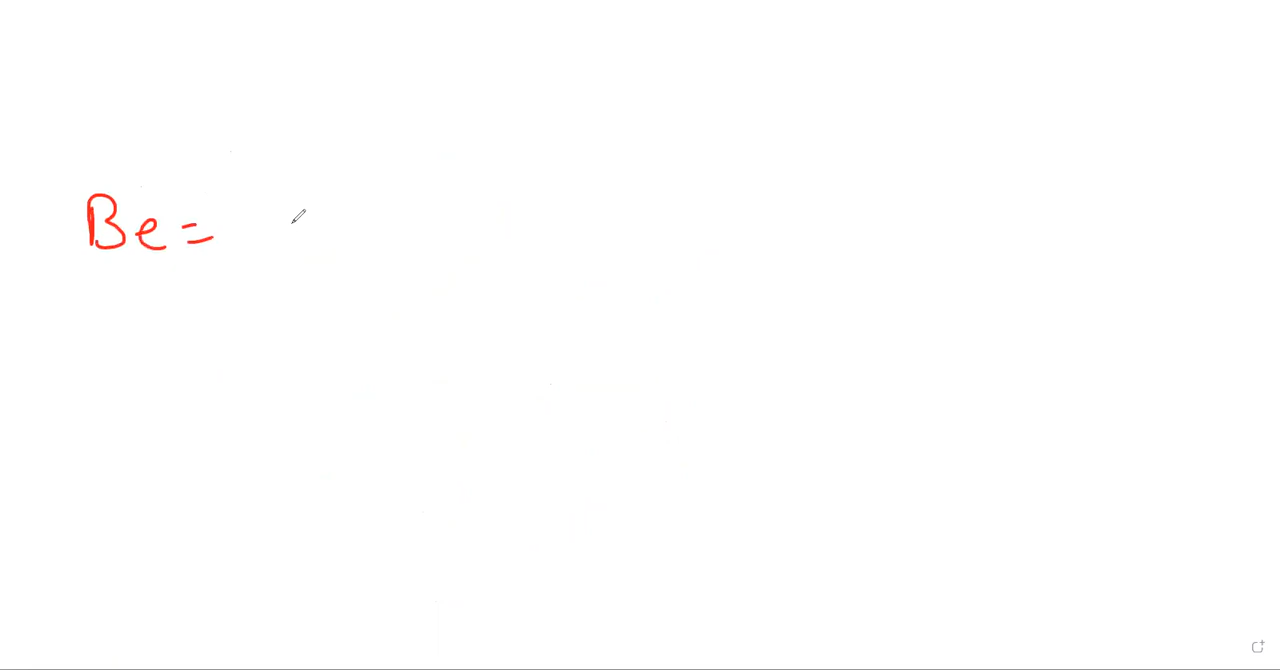 Be =